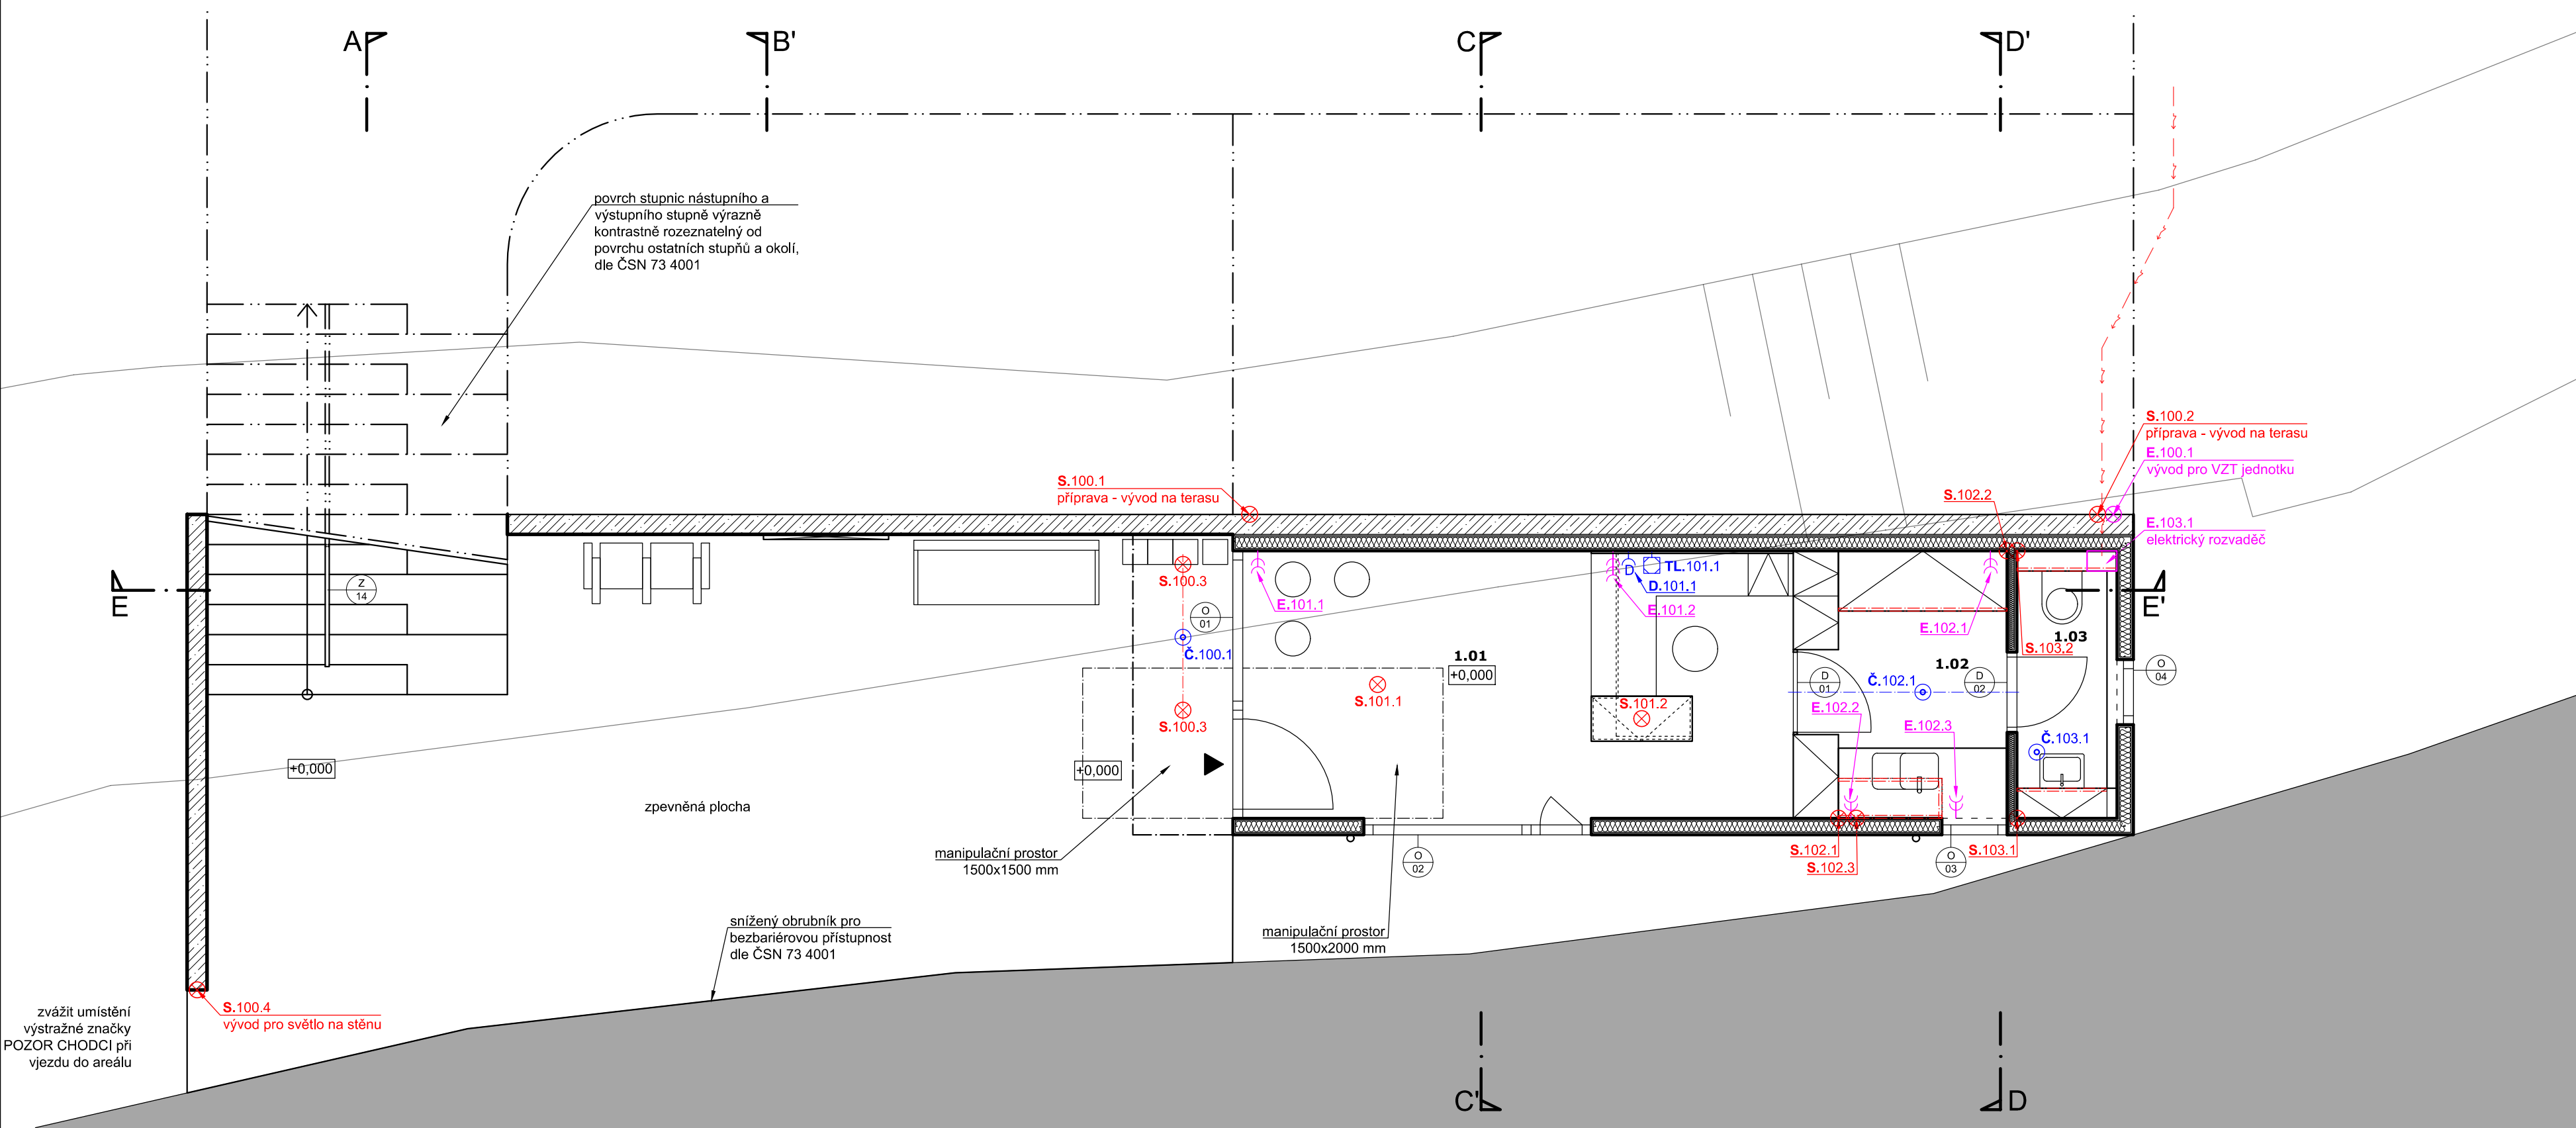 A
B'
C
D'
povrch stupnic nástupního a
výstupního stupně výrazně
kontrastně rozeznatelný od
povrchu ostatních stupňů a okolí,
dle ČSN 73 4001
S.100.2
příprava - vývod na terasu
E.100.1
vývod pro VZT jednotku
S.100.1
příprava - vývod na terasu
S.102.2
E.103.1
elektrický rozvaděč
E
Z
14
S.100.3
O
01
E.101.1
D
TL.101.1
D.101.1
E.101.2
E.102.1
1.03
E'
S.103.2
Č.100.1
1.01
+0,000
1.02
O
04
S.101.1
S.101.2
D
01
Č.102.1
D
02
E.102.2
S.100.3
E.102.3
Č.103.1
+0,000
+0,000
zpevněná plocha
manipulační prostor
1500x1500 mm
O
02
S.102.1
S.102.3
O
03
S.103.1
snížený obrubník pro
bezbariérovou přístupnost
dle ČSN 73 4001
manipulační prostor
1500x2000 mm
S.100.4
vývod pro světlo na stěnu
zvážit umístění
výstražné značky
POZOR CHODCI při
vjezdu do areálu
C'
D